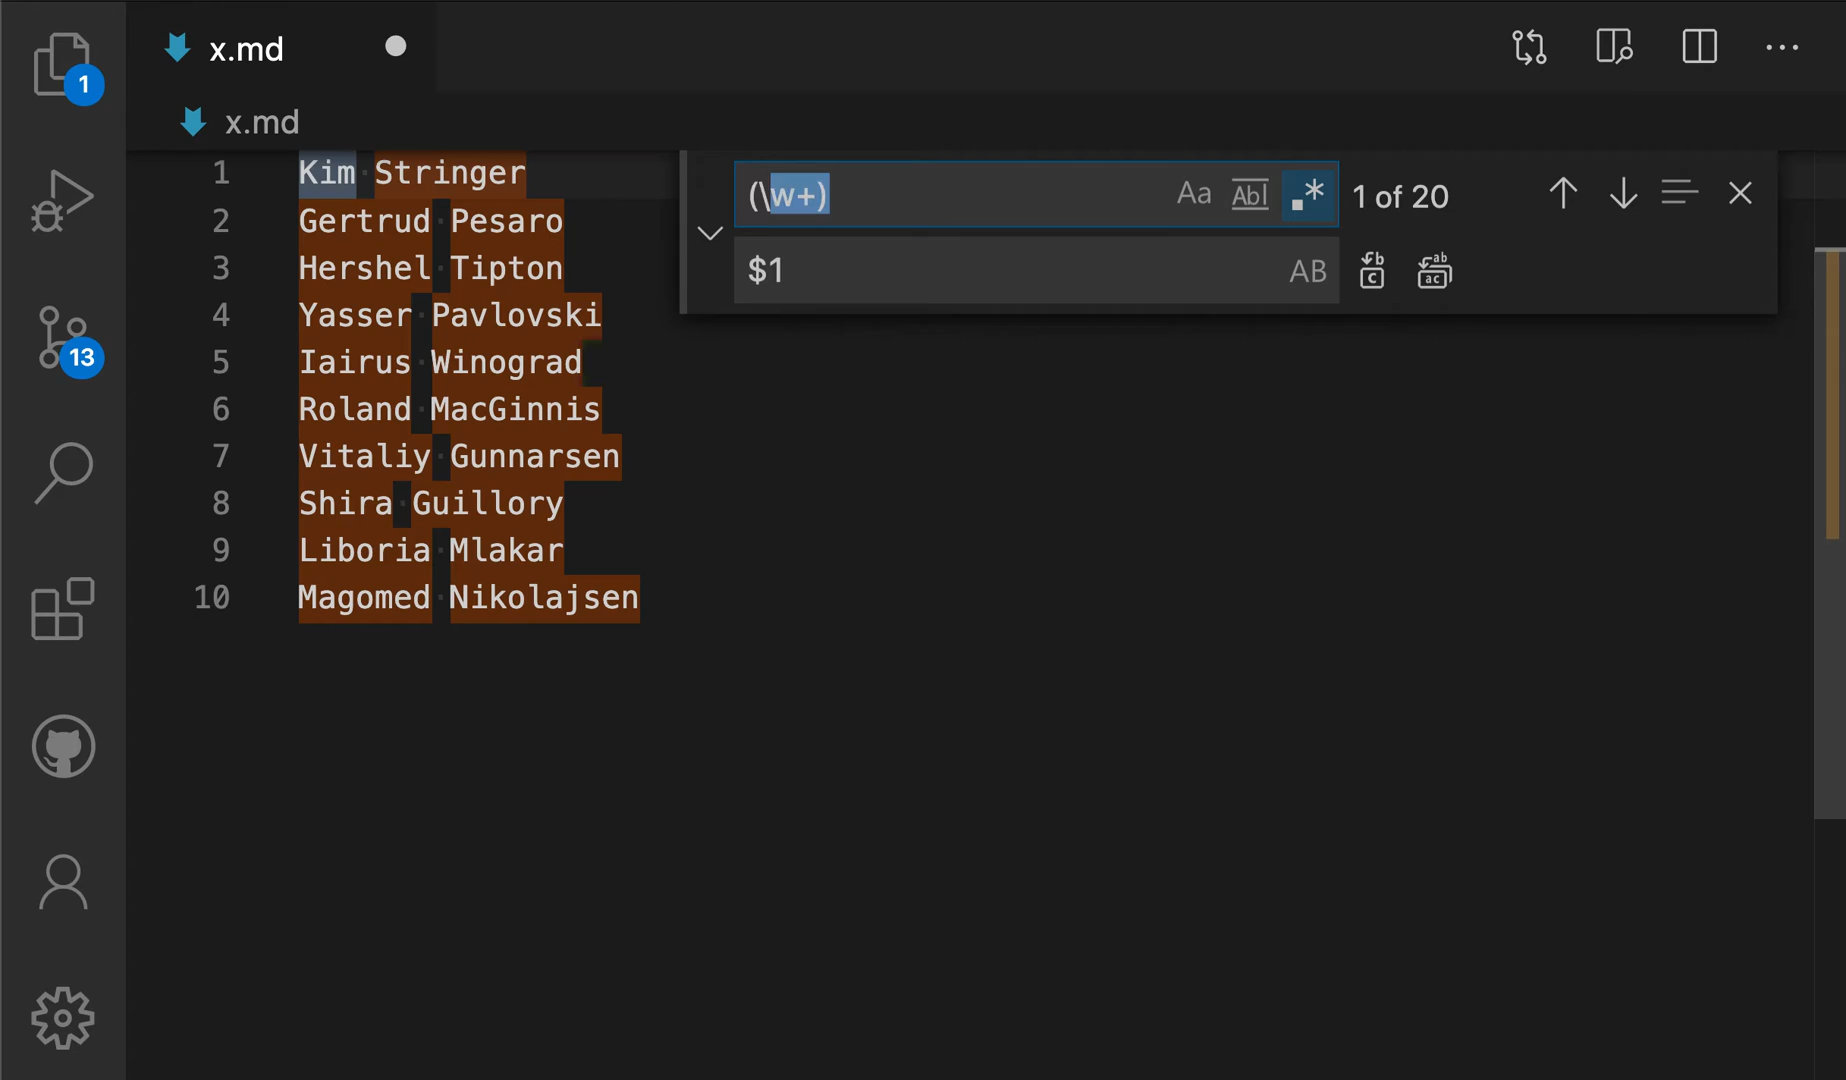 x.md
x.md
1
13
(\w+)
Aa
Ab
.*
1 of 20
$1
AB
1 Kim Stringer
2 Gertrud Pesaro
3 Hershel Tipton
4 Yasser Pavlovski
5 Iairus Winograd
6 Roland MacGinnis
7 Vitaliy Gunnarsen
8 Shira Guillory
9 Liboria Mlakar
10 Magomed Nikolajsen